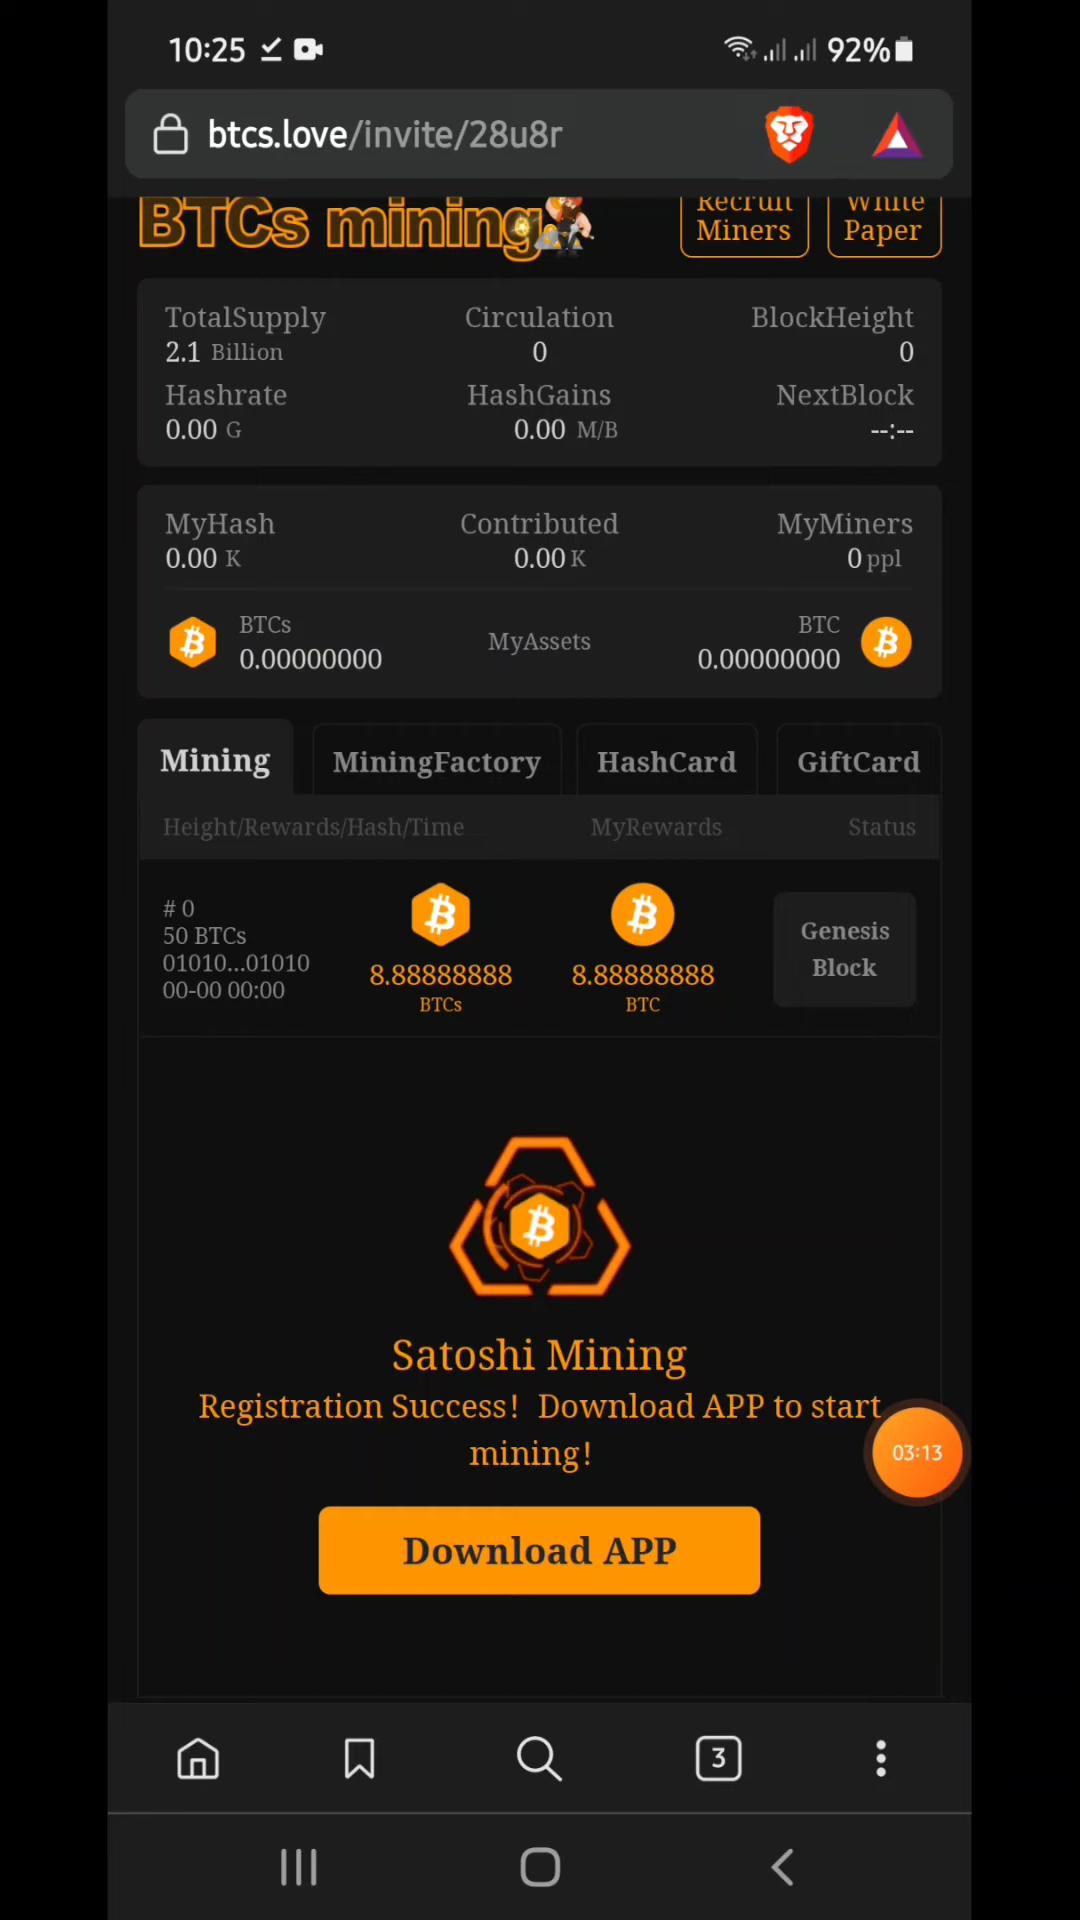 10:25 92%
btcs.love/invite/28u8r
BTCs mining
Recruit Miners
White Paper
TotalSupply Circulation BlockHeight
2.1 Billion 0 0
Hashrate HashGains NextBlock
0.00 G 0.00 M/B --:--
MyHash Contributed MyMiners
0.00 K 0.00 K 0 ppl
BTCs MyAssets BTC
0.00000000 0.00000000
Mining MiningFactory HashCard GiftCard
Height/Rewards/Hash/Time MyRewards Status
# 0
50 BTCs
01010...01010
00-00 00:00
8.88888888
BTCs
8.88888888
BTC
Genesis
Block
Satoshi Mining
Registration Success! Download APP to start
mining!
03:13
Download APP
3